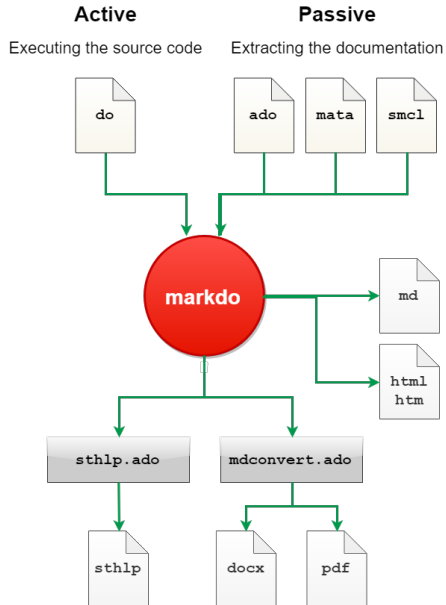 Active
Passive
Executing the source code
Extracting the documentation
do
ado
mata
smcl
markdo
md
html
htm
sthlp.ado
mdconvert.ado
sthlp
docx
pdf